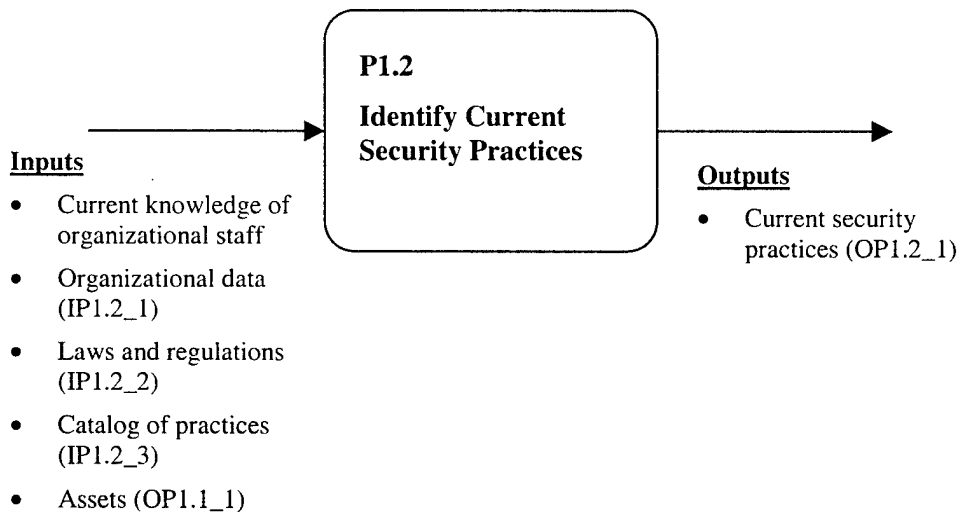 P1.2
Identify Current
Security Practices
Inputs
• Current knowledge of
organizational staff
• Organizational data
(IP1.2_1)
• Laws and regulations
(IP1.2_2)
• Catalog of practices
(IP1.2_3)
• Assets (OP1.1_1)
Outputs
• Current security
practices (OP1.2_1)